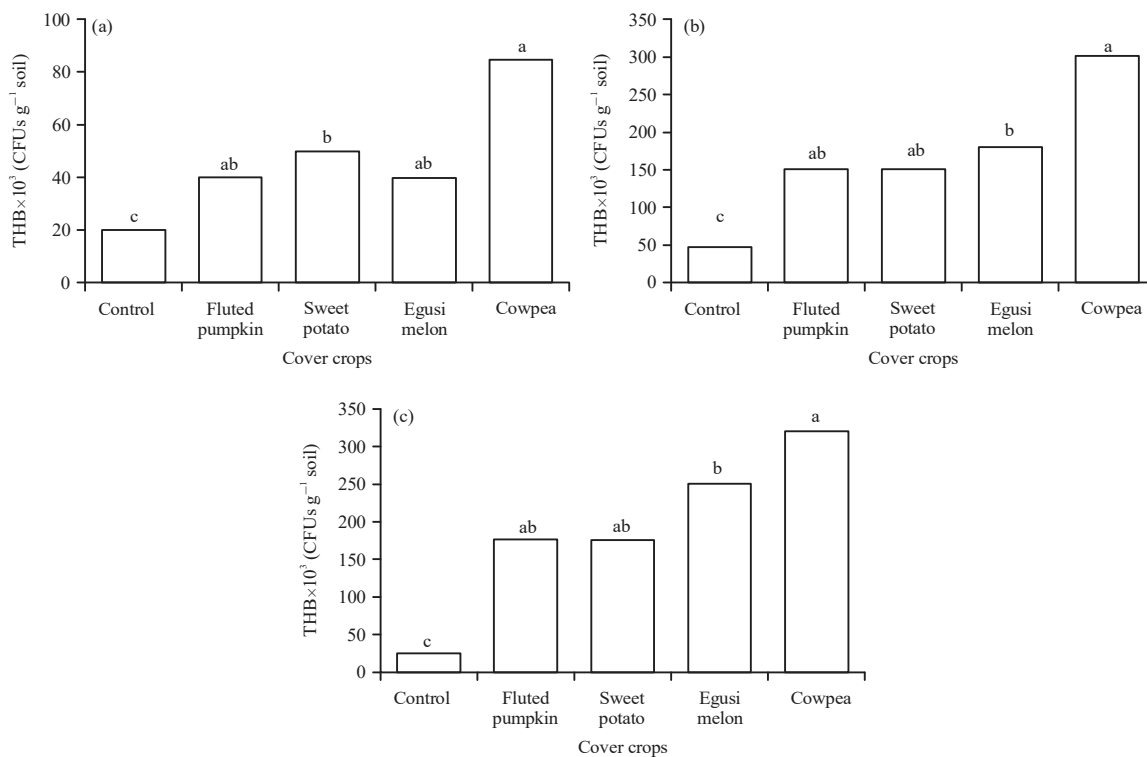 (a)
THB×10³ (CFUs g⁻¹ soil)
100
80
60
40
20
0
c
ab
b
ab
a
Control
Fluted
pumpkin
Sweet
potato
Egusi
melon
Cowpea
Cover crops
(b)
THB×10³ (CFUs g⁻¹ soil)
350
300
250
200
150
100
50
0
c
ab
ab
b
a
Control
Fluted
pumpkin
Sweet
potato
Egusi
melon
Cowpea
Cover crops
(c)
THB×10³ (CFUs g⁻¹ soil)
350
300
250
200
150
100
50
0
c
ab
ab
b
a
Control
Fluted
pumpkin
Sweet
potato
Egusi
melon
Cowpea
Cover crops